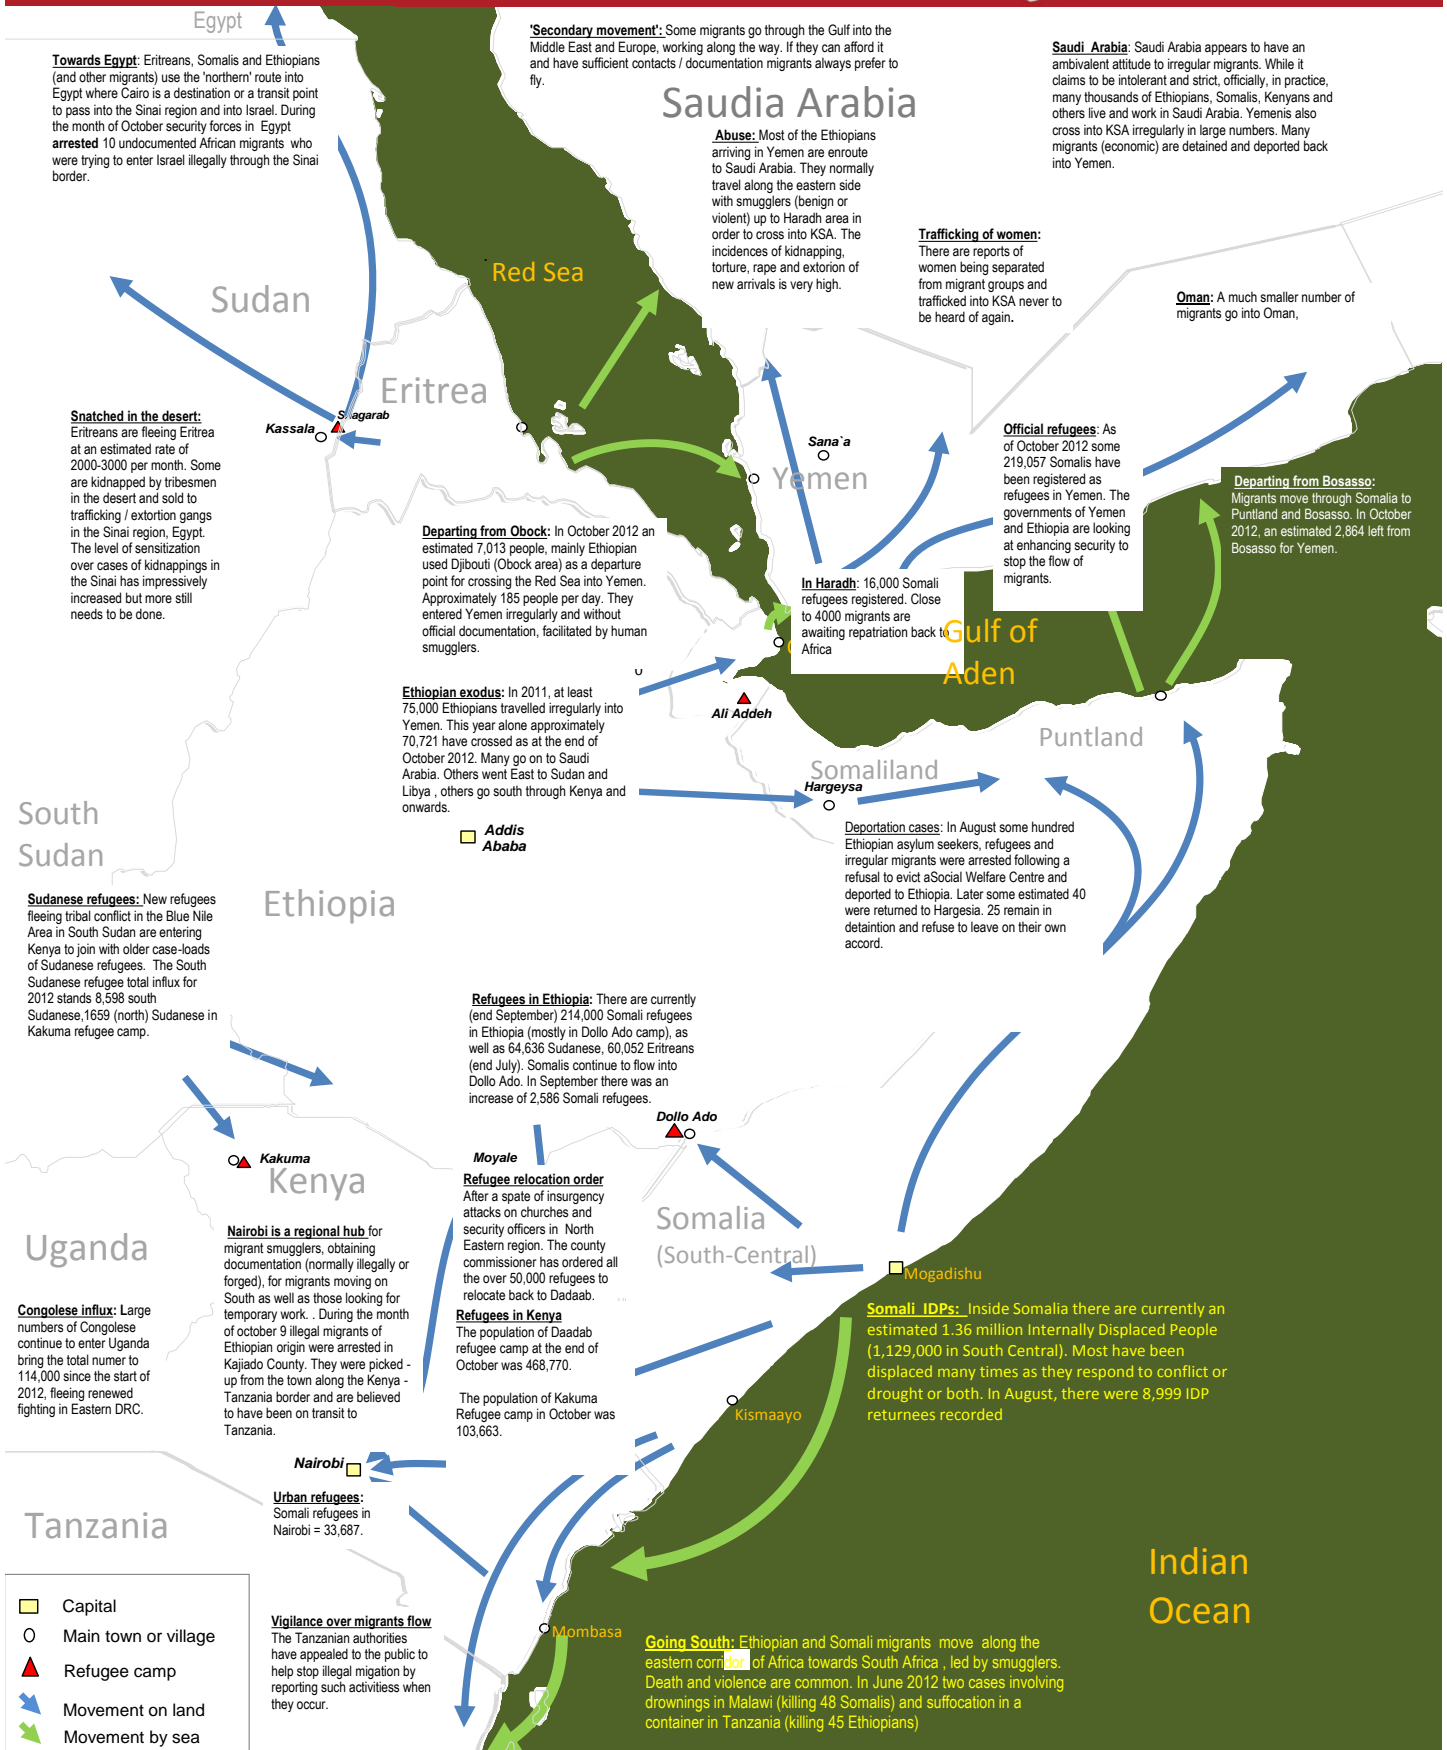 Egypt
Towards Egypt: Eritreans, Somalis and Ethiopians
(and other migrants) use the 'northern' route into
Egypt where Cairo is a destination or a transit point
to pass into the Sinai region and into Israel. During
the month of October security forces in Egypt
arrested 10 undocumented African migrants who
were trying to enter Israel illegally through the Sinai
border.
'Secondary movement': Some migrants go through the Gulf into the
Middle East and Europe, working along the way. If they can afford it
and have sufficient contacts / documentation migrants always prefer to
fly.
Saudi Arabia: Saudi Arabia appears to have an
ambivalent attitude to irregular migrants. While it
claims to be intolerant and strict, officially, in practice,
many thousands of Ethiopians, Somalis, Kenyans and
others live and work in Saudi Arabia. Yemenis also
cross into KSA irregularly in large numbers. Many
migrants (economic) are detained and deported back
into Yemen.
Saudia Arabia
Abuse: Most of the Ethiopians
arriving in Yemen are enroute
to Saudi Arabia. They normally
travel along the eastern side
with smugglers (benign or
violent) up to Haradh area in
order to cross into KSA. The
incidences of kidnapping,
torture, rape and extorion of
new arrivals is very high.
Trafficking of women:
There are reports of
women being separated
from migrant groups and
trafficked into KSA never to
be heard of again.
Oman: A much smaller number of
migrants go into Oman,
Red Sea
Sudan
Eritrea
Snatched in the desert:
Eritreans are fleeing Eritrea
at an estimated rate of
2000-3000 per month. Some
are kidnapped by tribesmen
in the desert and sold to
trafficking / extortion gangs
in the Sinai region, Egypt.
The level of sensitization
over cases of kidnappings in
the Sinai has impressively
increased but more still
needs to be done.
Kassala
Shagarab
Sana`a
Yemen
Official refugees: As
of October 2012 some
219,057 Somalis have
been registered as
refugees in Yemen. The
governments of Yemen
and Ethiopia are looking
at enhancing security to
stop the flow of
migrants.
Departing from Bosasso:
Migrants move through Somalia to
Puntland and Bosasso. In October
2012, an estimated 2,864 left from
Bosasso for Yemen.
Departing from Obock: In October 2012 an
estimated 7,013 people, mainly Ethiopian
used Djibouti (Obock area) as a departure
point for crossing the Red Sea into Yemen.
Approximately 185 people per day. They
entered Yemen irregularly and without
official documentation, facilitated by human
smugglers.
In Haradh: 16,000 Somali
refugees registered. Close
to 4000 migrants are
awaiting repatriation back to
Africa
Gulf of
Aden
Ethiopian exodus: In 2011, at least
75,000 Ethiopians travelled irregularly into
Yemen. This year alone approximately
70,721 have crossed as at the end of
October 2012. Many go on to Saudi
Arabia. Others went East to Sudan and
Libya , others go south through Kenya and
onwards.
Ali Addeh
Puntland
Somaliland
Hargeysa
South
Sudan
Addis
Ababa
Deportation cases: In August some hundred
Ethiopian asylum seekers, refugees and
irregular migrants were arrested following a
refusal to evict aSocial Welfare Centre and
deported to Ethiopia. Later some estimated 40
were returned to Hargesia. 25 remain in
detaintion and refuse to leave on their own
accord.
Ethiopia
Sudanese refugees: New refugees
fleeing tribal conflict in the Blue Nile
Area in South Sudan are entering
Kenya to join with older case-loads
of Sudanese refugees. The South
Sudanese refugee total influx for
2012 stands 8,598 south
Sudanese,1659 (north) Sudanese in
Kakuma refugee camp.
Refugees in Ethiopia: There are currently
(end September) 214,000 Somali refugees
in Ethiopia (mostly in Dollo Ado camp), as
well as 64,636 Sudanese, 60,052 Eritreans
(end July). Somalis continue to flow into
Dollo Ado. In September there was an
increase of 2,586 Somali refugees.
Dollo Ado
Moyale
Kakuma
Kenya
Refugee relocation order
After a spate of insurgency
attacks on churches and
security officers in North
Eastern region. The county
commissioner has ordered all
the over 50,000 refugees to
relocate back to Dadaab.
Refugees in Kenya
The population of Daadab
refugee camp at the end of
October was 468,770.
The population of Kakuma
Refugee camp in October was
103,663.
Somalia
(South-Central)
Uganda
Nairobi is a regional hub for
migrant smugglers, obtaining
documentation (normally illegally or
forged), for migrants moving on
South as well as those looking for
temporary work. . During the month
of october 9 illegal migrants of
Ethiopian origin were arrested in
Kajiado County. They were picked -
up from the town along the Kenya -
Tanzania border and are believed
to have been on transit to
Tanzania.
Mogadishu
Congolese influx: Large
numbers of Congolese
continue to enter Uganda
bring the total numer to
114,000 since the start of
2012, fleeing renewed
fighting in Eastern DRC.
Somali IDPs: Inside Somalia there are currently an
estimated 1.36 million Internally Displaced People
(1,129,000 in South Central). Most have been
displaced many times as they respond to conflict or
drought or both. In August, there were 8,999 IDP
returnees recorded
Kismaayo
Nairobi
Urban refugees:
Somali refugees in
Nairobi = 33,687.
Tanzania
Indian
Ocean
Capital
Main town or village
Refugee camp
Movement on land
Movement by sea
Vigilance over migrants flow
The Tanzanian authorities
have appealed to the public to
help stop illegal migation by
reporting such activitiess when
they occur.
Mombasa
Going South: Ethiopian and Somali migrants move along the
eastern corridor of Africa towards South Africa , led by smugglers.
Death and violence are common. In June 2012 two cases involving
drownings in Malawi (killing 48 Somalis) and suffocation in a
container in Tanzania (killing 45 Ethiopians)